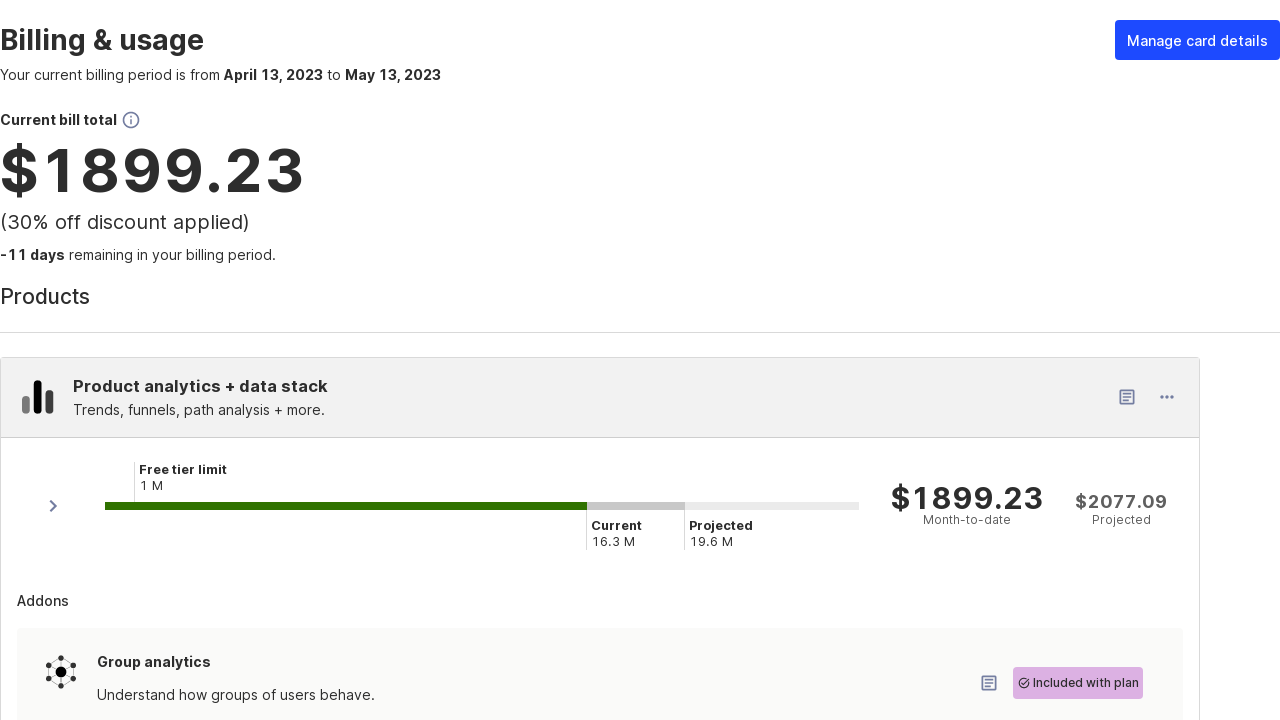 Billing & usage
Manage card details
Your current billing period is from April 13, 2023 to May 13, 2023
Current bill total
$1899.23
(30% off discount applied)
-11 days remaining in your billing period.
Products
Product analytics + data stack
Trends, funnels, path analysis + more.
Free tier limit
1 M
Current
16.3 M
Projected
19.6 M
$1899.23
Month-to-date
$2077.09
Projected
Addons
Group analytics
Understand how groups of users behave.
Included with plan